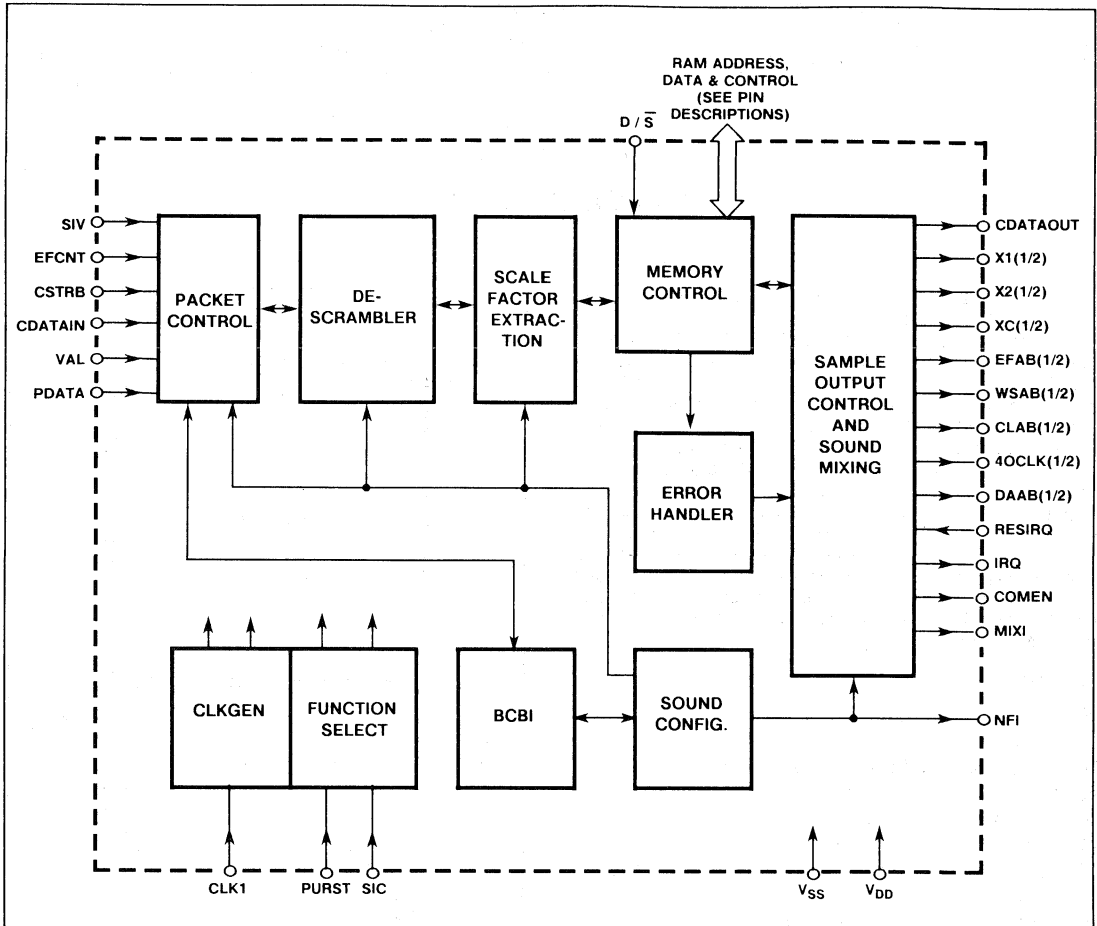 RAM ADDRESS,
DATA & CONTROL
(SEE PIN
DESCRIPTIONS)
D / S̅
SIV
EFCNT
CSTRB
CDATAIN
VAL
PDATA
PACKET
CONTROL
DE-
SCRAMBLER
SCALE
FACTOR
EXTRAC-
TION
MEMORY
CONTROL
ERROR
HANDLER
SAMPLE
OUTPUT
CONTROL
AND
SOUND
MIXING
CDATAOUT
X1(1/2)
X2(1/2)
XC(1/2)
EFAB(1/2)
WSAB(1/2)
CLAB(1/2)
4OCLK(1/2)
DAAB(1/2)
RESIRQ
IRQ
COMEN
MIXI
NFI
CLKGEN
FUNCTION
SELECT
BCBI
SOUND
CONFIG.
CLK1
PURST
SIC
VSS
VDD